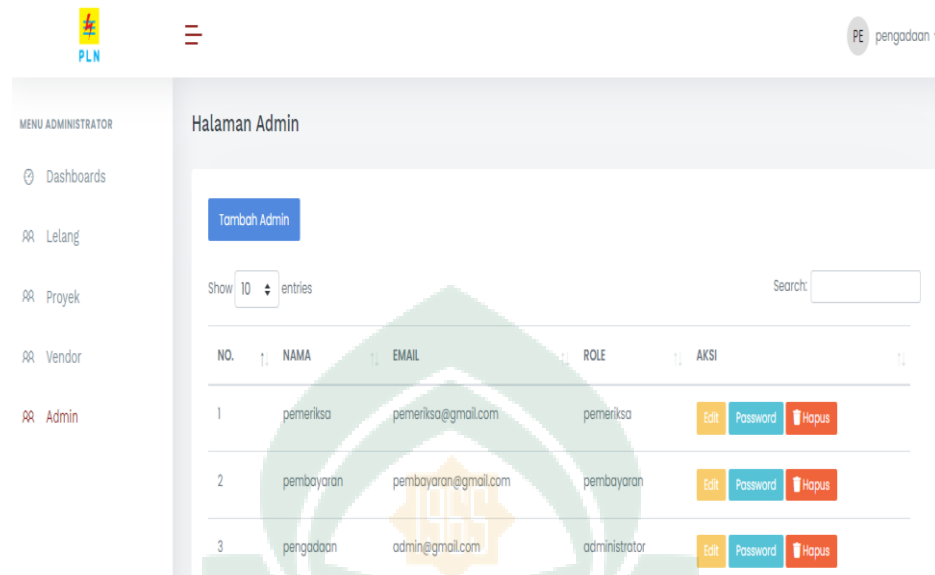 PLN
PE pengadaan
MENU ADMINISTRATOR
Dashboards
Lelang
Proyek
Vendor
Admin
Halaman Admin
Tambah Admin
Show 10 entries
Search:
NO. NAMA EMAIL ROLE AKSI
1 pemeriksa pemeriksa@gmail.com pemeriksa Edit Password Hapus
2 pembayaran pembayaran@gmail.com pembayaran Edit Password Hapus
3 pengadaan admin@gmail.com administrator Edit Password Hapus
1965